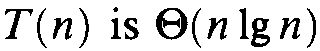 T(n) is Θ(n lg n)